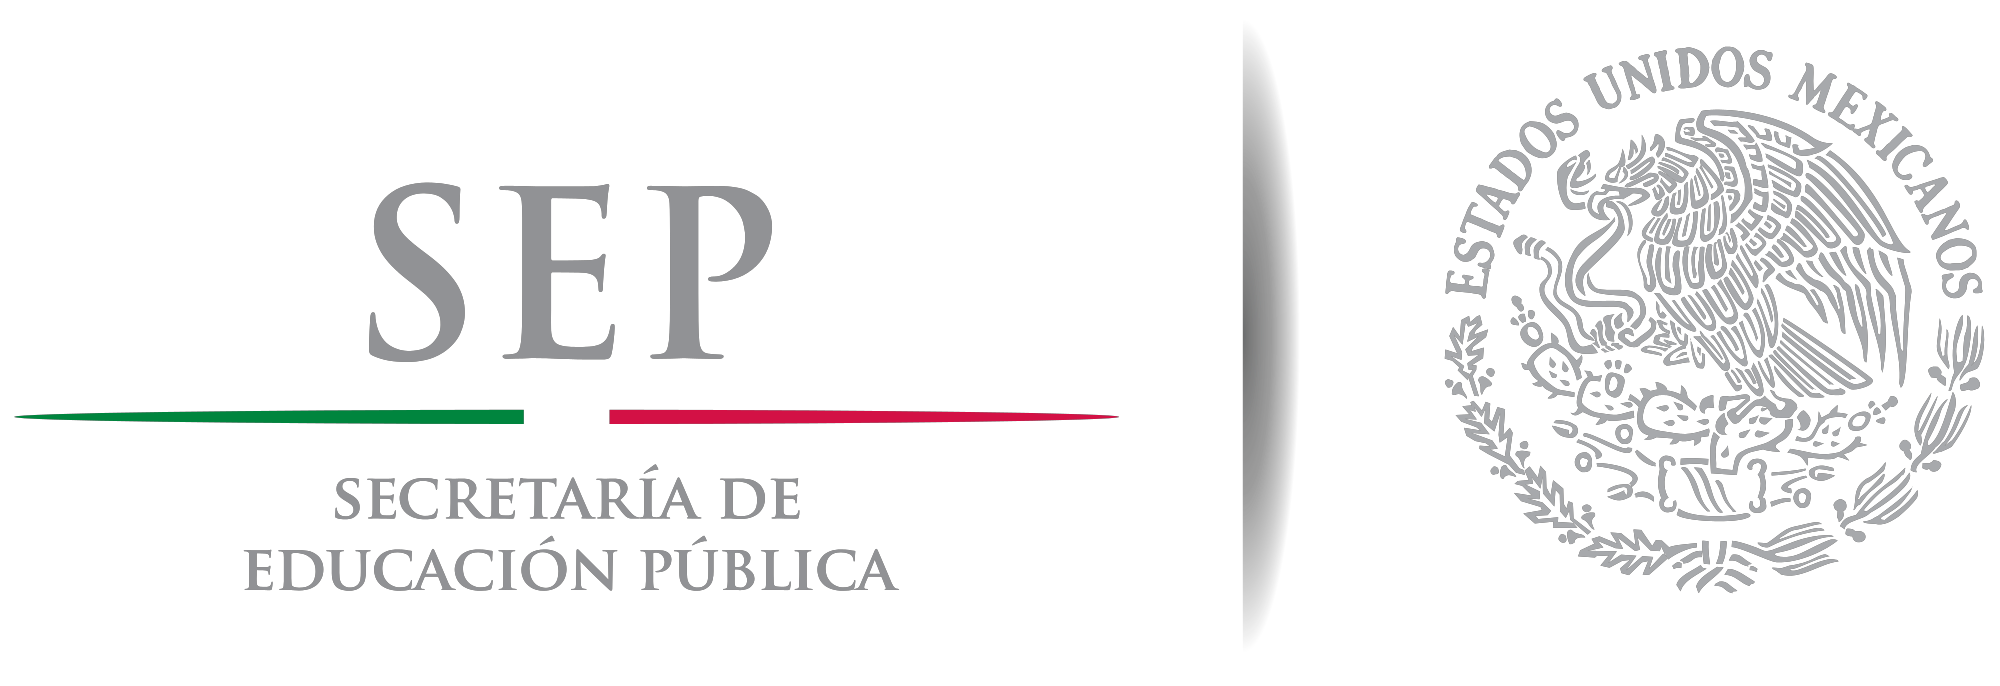 SEP
SECRETARÍA DE
EDUCACIÓN PÚBLICA
ESTADOS UNIDOS MEXICANOS